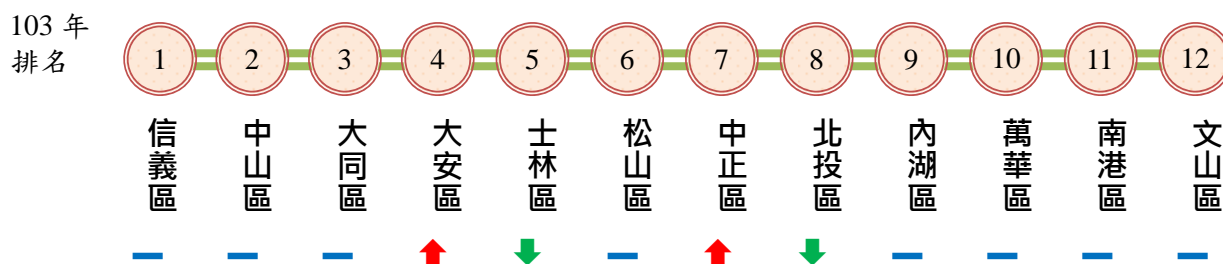 103 年
排名
1 2 3 4 5 6 7 8 9 10 11 12
信義區
中山區
大同區
大安區
士林區
松山區
中正區
北投區
內湖區
萬華區
南港區
文山區